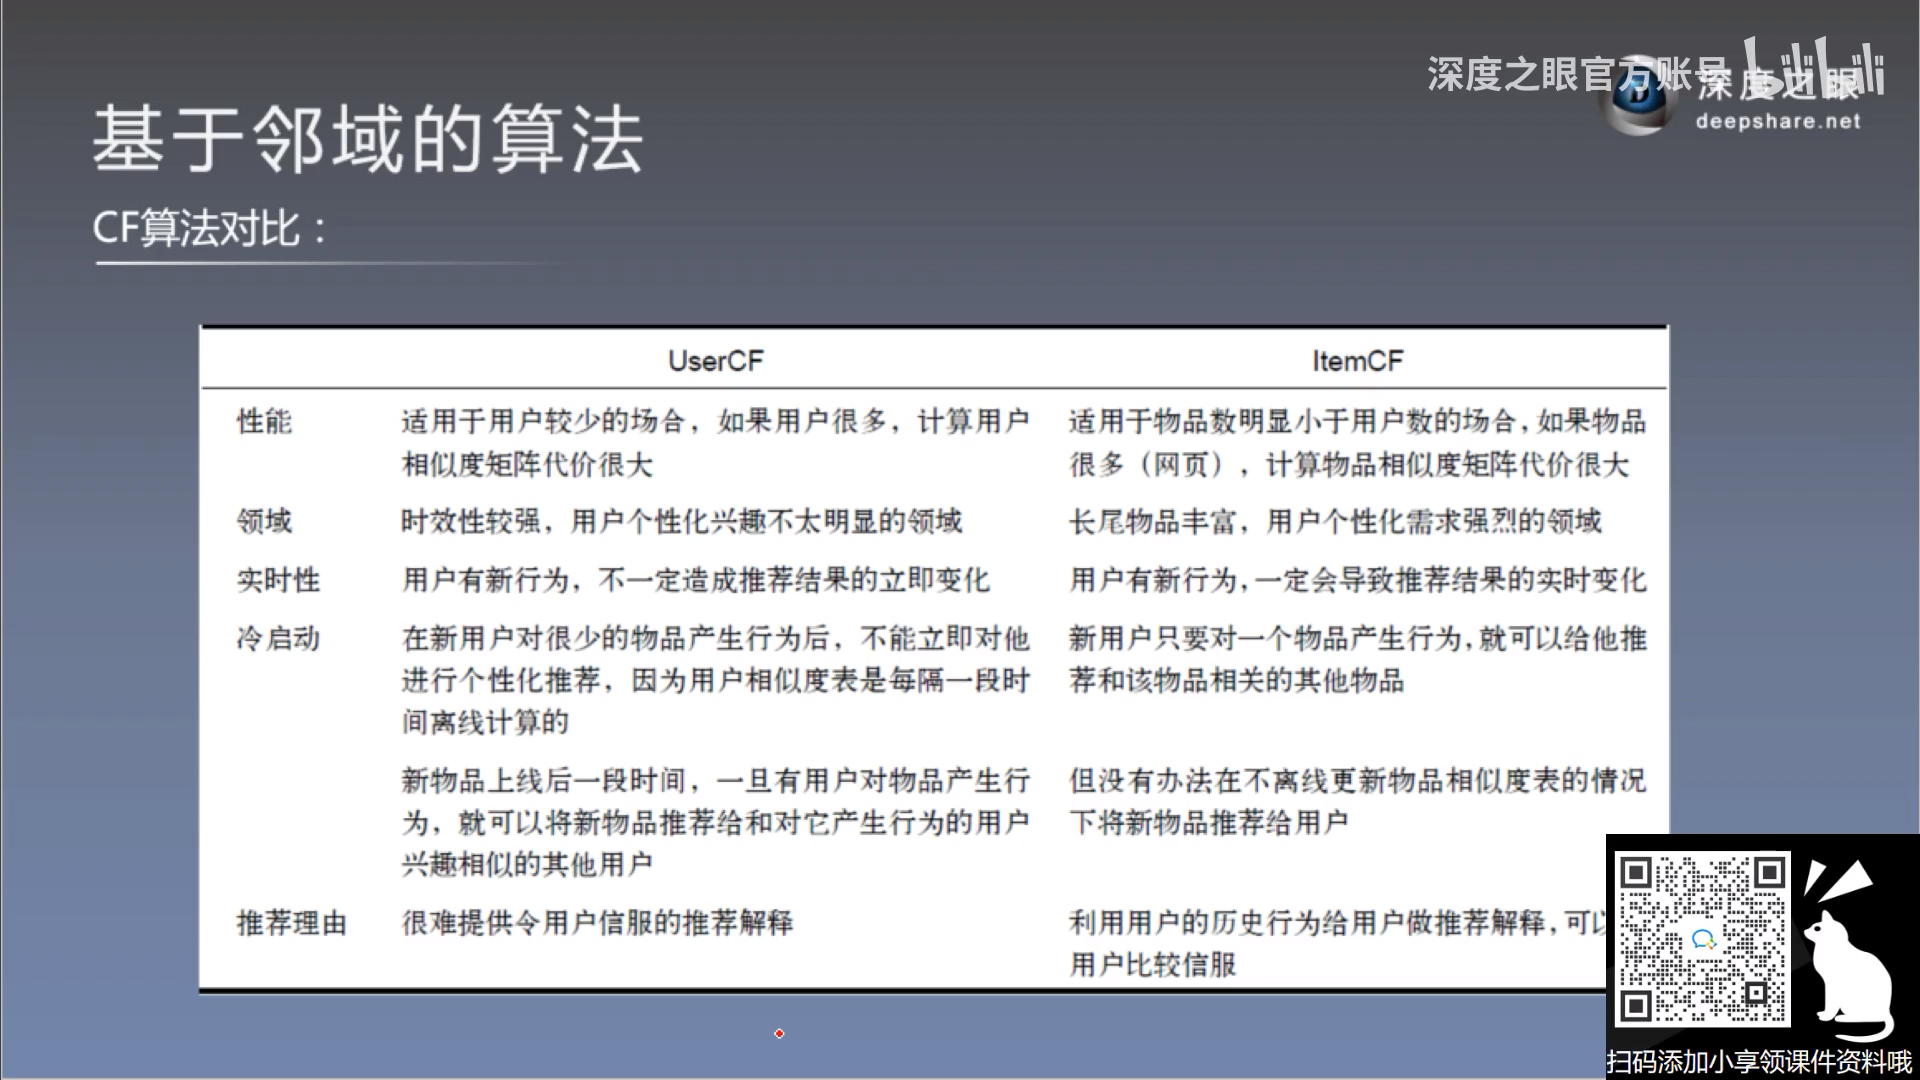 深度之眼官方账号 bilibili
深度之眼
deepshare.net
基于邻域的算法
CF算法对比：
UserCF ItemCF
性能 适用于用户较少的场合，如果用户很多，计算用户 适用于物品数明显小于用户数的场合，如果物品
相似度矩阵代价很大 很多（网页），计算物品相似度矩阵代价很大
领域 时效性较强，用户个性化兴趣不太明显的领域 长尾物品丰富，用户个性化需求强烈的领域
实时性 用户有新行为，不一定造成推荐结果的立即变化 用户有新行为，一定会导致推荐结果的实时变化
冷启动 在新用户对很少的物品产生行为后，不能立即对他 新用户只要对一个物品产生行为，就可以给他推
进行个性化推荐，因为用户相似度表是每隔一段时 荐和该物品相关的其他物品
间离线计算的
新物品上线后一段时间，一旦有用户对物品产生行 但没有办法在不离线更新物品相似度表的情况
为，就可以将新物品推荐给和对它产生行为的用户 下将新物品推荐给用户
兴趣相似的其他用户
推荐理由 很难提供令用户信服的推荐解释 利用用户的历史行为给用户做推荐解释，可
用户比较信服
扫码添加小享领课件资料哦